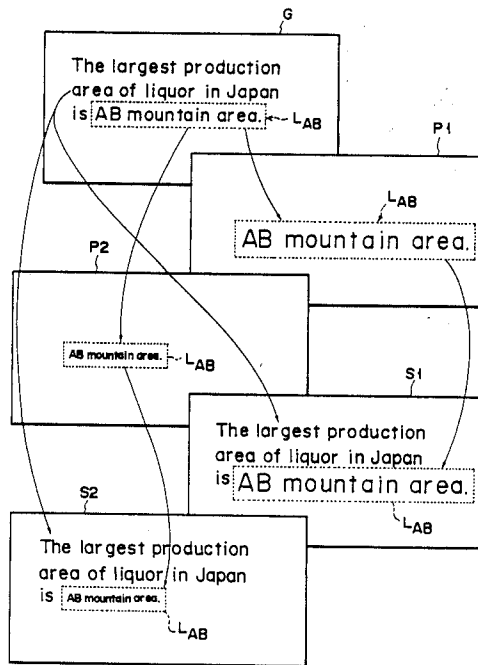 G
The largest production
area of liquor in Japan
is AB mountain area. LAB
P1
LAB
AB mountain area.
P2
AB mountain area. LAB
S1
The largest production
area of liquor in Japan
is AB mountain area.
LAB
S2
The largest production
area of liquor in Japan
is AB mountain area.
LAB